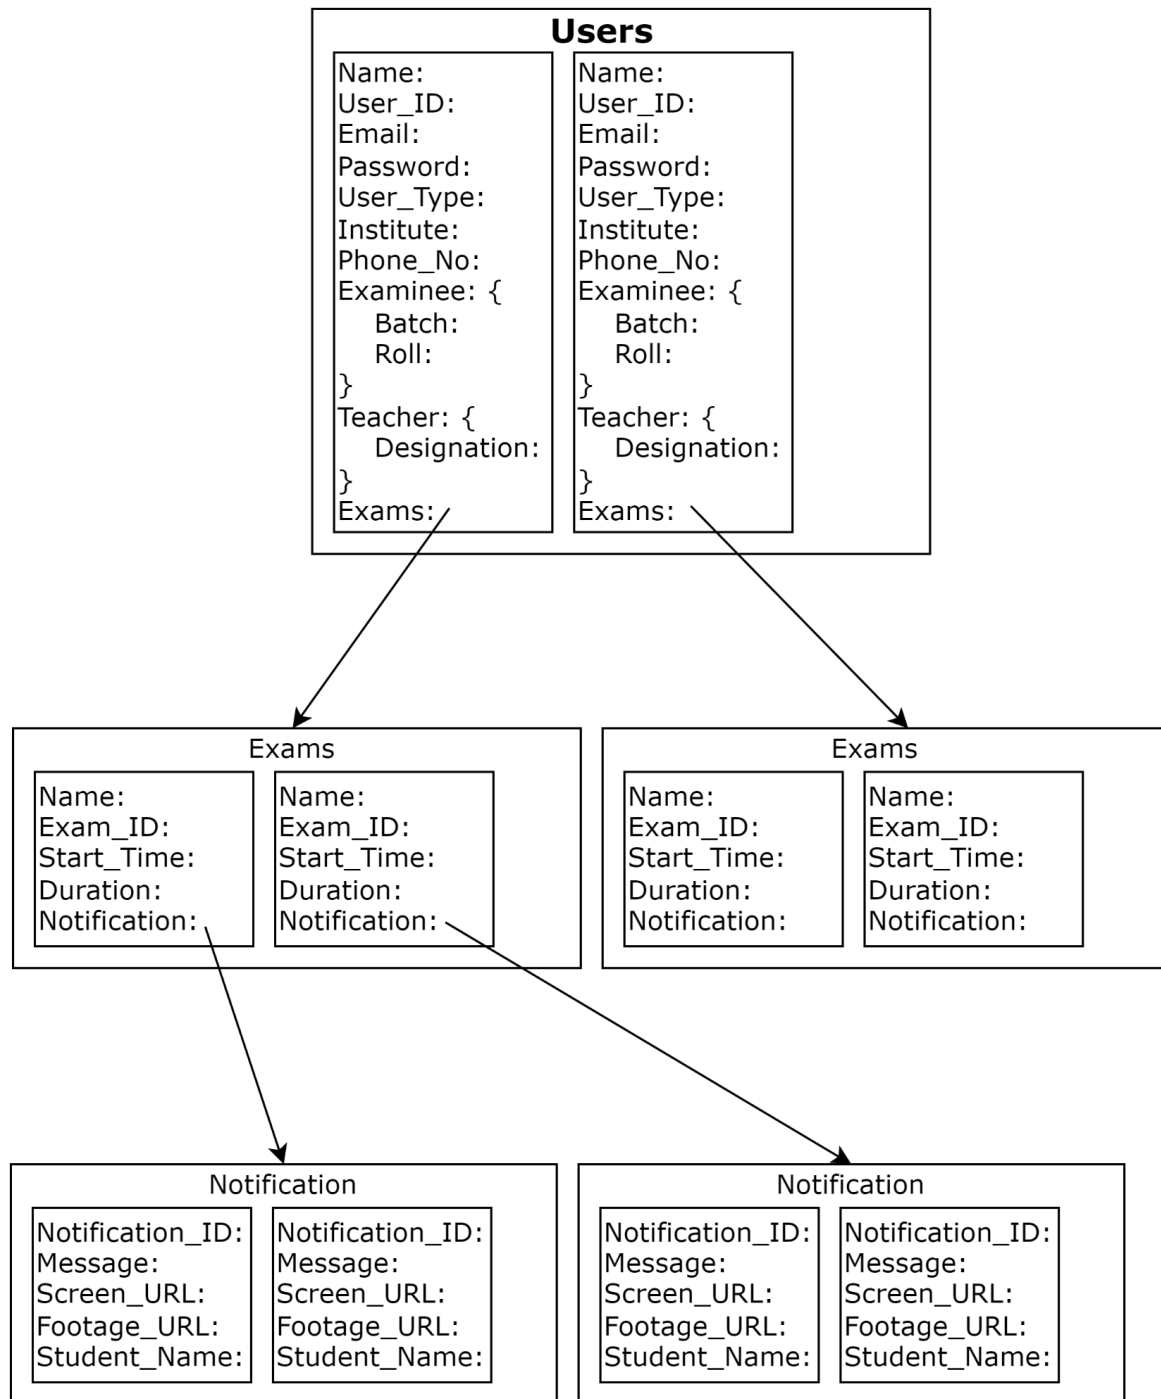 Users
Name:
User_ID:
Email:
Password:
User_Type:
Institute:
Phone_No:
Examinee: {
Batch:
Roll:
}
Teacher: {
Designation:
}
Exams:
Name:
User_ID:
Email:
Password:
User_Type:
Institute:
Phone_No:
Examinee: {
Batch:
Roll:
}
Teacher: {
Designation:
}
Exams:
Exams
Name:
Exam_ID:
Start_Time:
Duration:
Notification:
Name:
Exam_ID:
Start_Time:
Duration:
Notification:
Exams
Name:
Exam_ID:
Start_Time:
Duration:
Notification:
Name:
Exam_ID:
Start_Time:
Duration:
Notification:
Notification
Notification_ID:
Message:
Screen_URL:
Footage_URL:
Student_Name:
Notification_ID:
Message:
Screen_URL:
Footage_URL:
Student_Name:
Notification
Notification_ID:
Message:
Screen_URL:
Footage_URL:
Student_Name:
Notification_ID:
Message:
Screen_URL:
Footage_URL:
Student_Name: